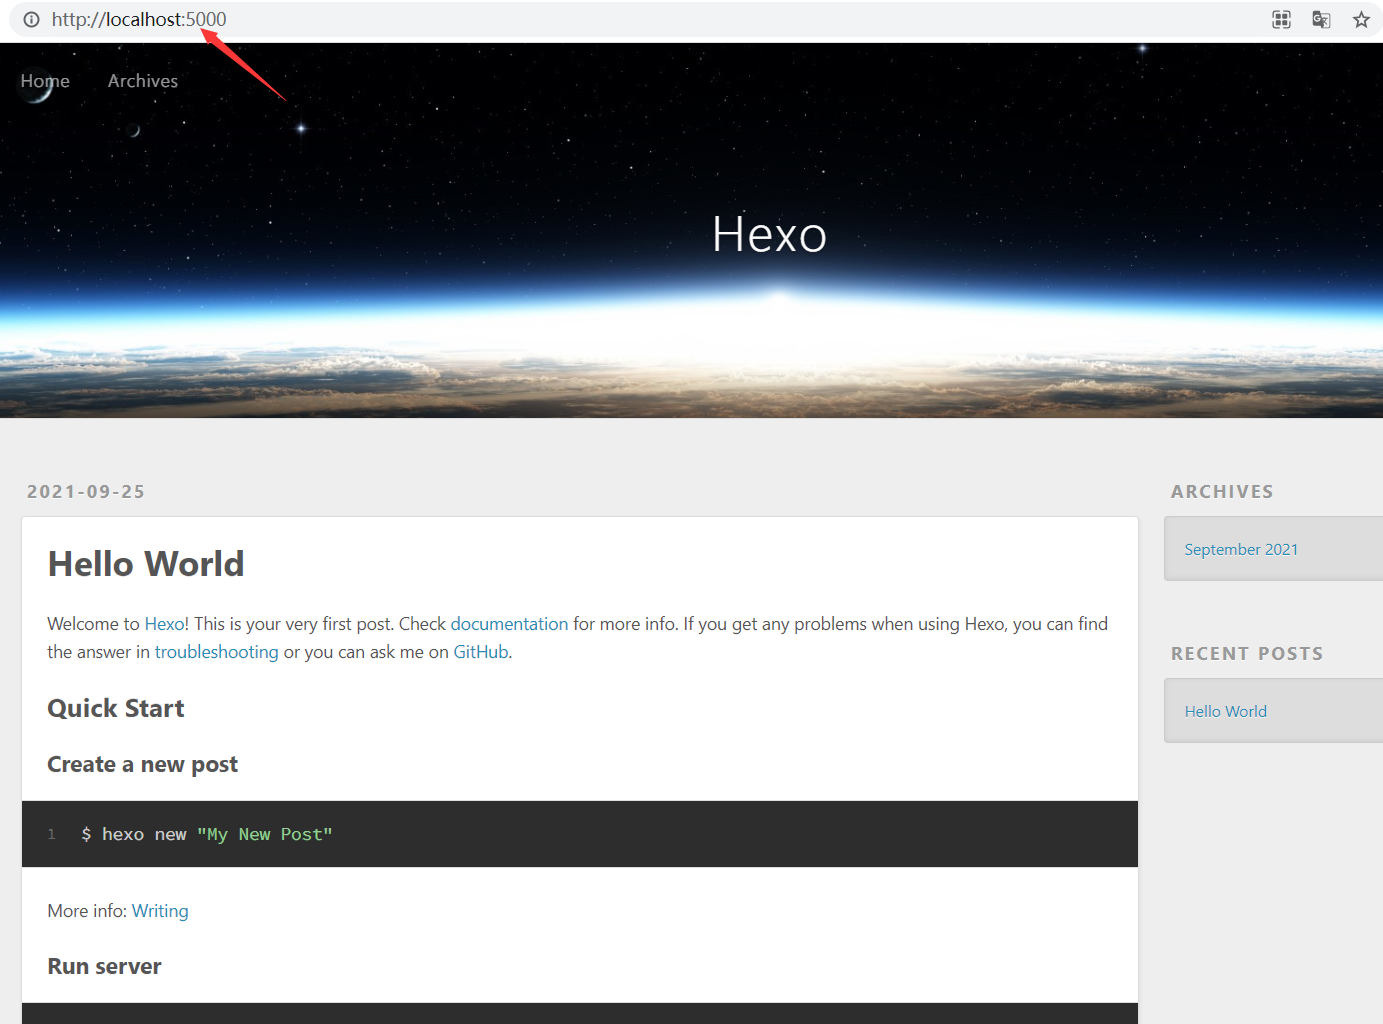 http://localhost:5000
Home Archives
Hexo
2021-09-25
Hello World
Welcome to Hexo! This is your very first post. Check documentation for more info. If you get any problems when using Hexo, you can find
the answer in troubleshooting or you can ask me on GitHub.
Quick Start
Create a new post
1 $ hexo new "My New Post"
More info: Writing
Run server
ARCHIVES
September 2021
RECENT POSTS
Hello World